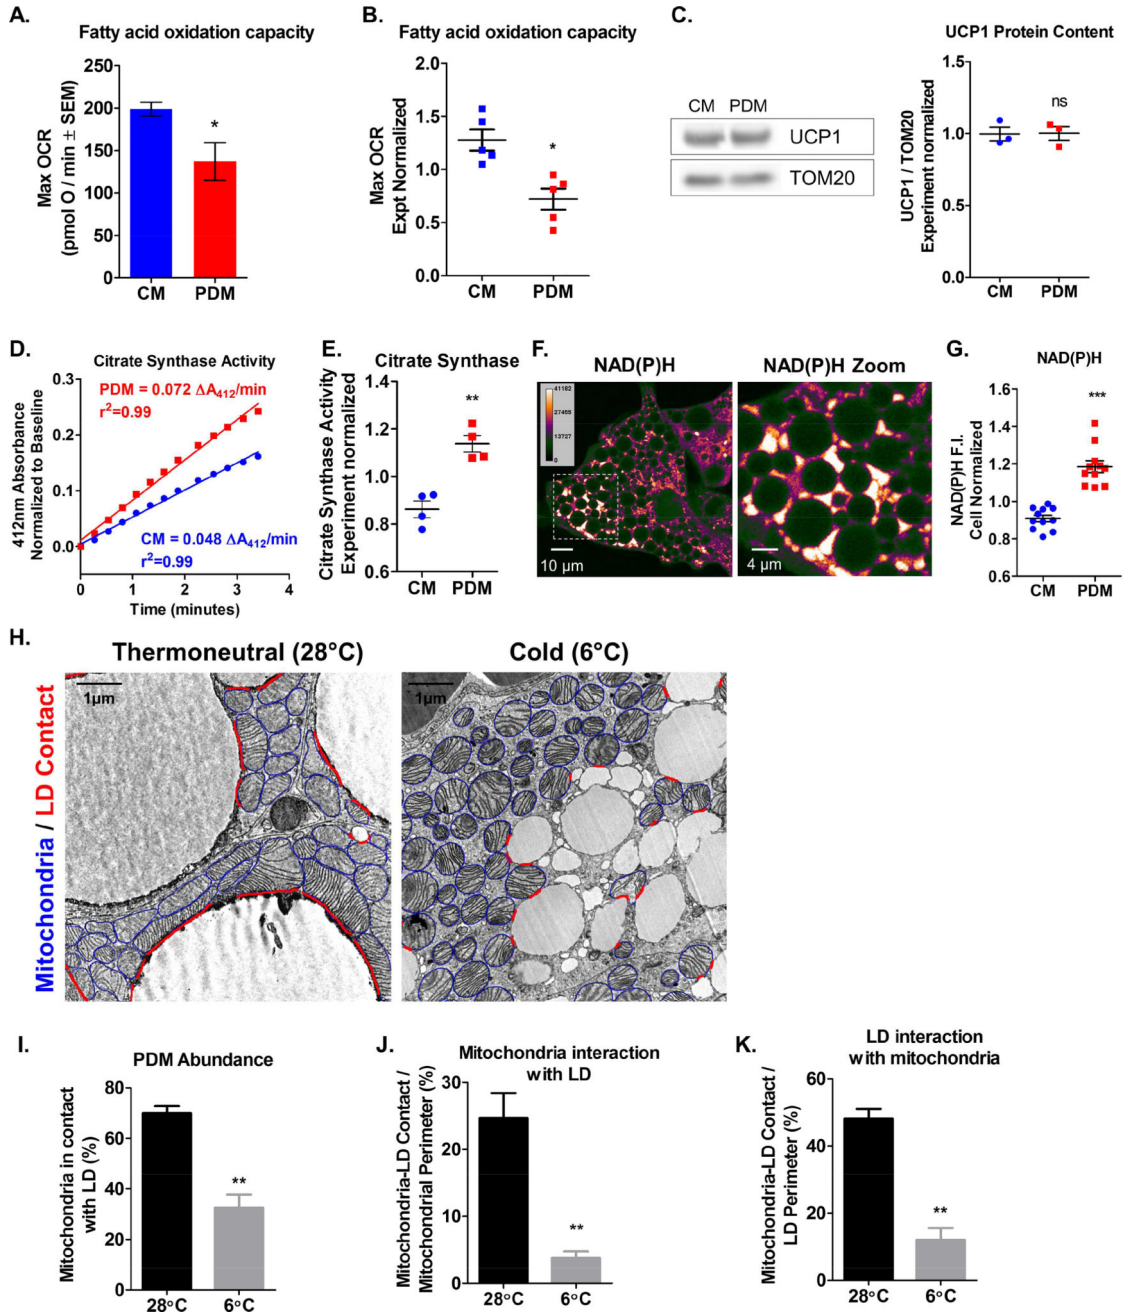 A.
Fatty acid oxidation capacity
Max OCR
(pmol O / min ± SEM)
250
200
150
100
50
0
*
CM
PDM
B.
Fatty acid oxidation capacity
Max OCR
Expt Normalized
2.0
1.5
1.0
0.5
0.0
*
CM
PDM
C.
CM PDM
UCP1
TOM20
UCP1 Protein Content
UCP1 / TOM20
Experiment normalized
1.5
1.0
0.5
0.0
ns
CM
PDM
D.
Citrate Synthase Activity
412nm Absorbance
Normalized to Baseline
0.3
0.2
0.1
0.0
PDM = 0.072 ΔA412/min
r²=0.99
CM = 0.048 ΔA412/min
r²=0.99
0
1
2
3
4
Time (minutes)
E.
Citrate Synthase
Citrate Synthase Activity
Experiment normalized
1.4
1.2
1.0
0.8
0.6
**
CM
PDM
F.
NAD(P)H
41182
27455
13727
0
10 μm
NAD(P)H Zoom
4 μm
G.
NAD(P)H
NAD(P)H F.I.
Cell Normalized
1.6
1.4
1.2
1.0
0.8
0.6
***
CM
PDM
H.
Thermoneutral (28°C)
Cold (6°C)
Mitochondria / LD Contact
1μm
1μm
I.
PDM Abundance
Mitochondria in contact
with LD (%)
80
60
40
20
0
**
28°C
6°C
J.
Mitochondria interaction
with LD
Mitochondria-LD Contact /
Mitochondrial Perimeter (%)
30
20
10
0
**
28°C
6°C
K.
LD interaction
with mitochondria
Mitochondria-LD Contact /
LD Perimeter (%)
60
40
20
0
**
28°C
6°C